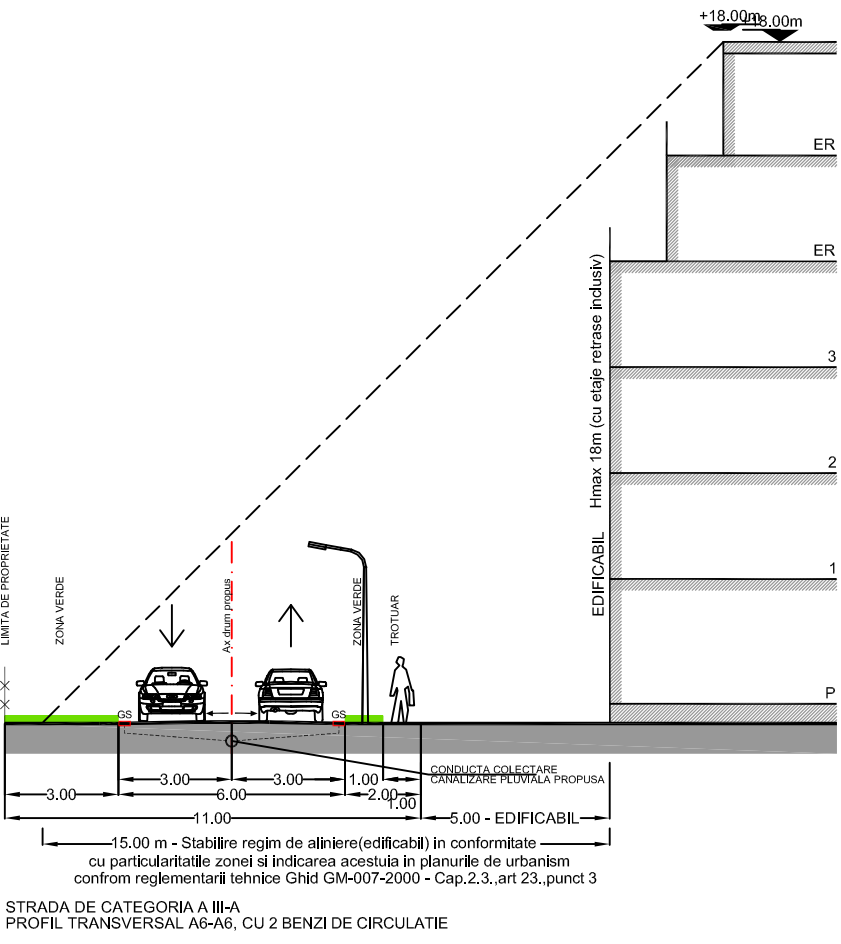 +18.00m
+18.00m
ER
ER
3
2
1
P
Hmax 18m (cu etaje retrase inclusiv)
EDIFICABIL
LIMITA DE PROPRIETATE
ZONA VERDE
Ax drum propus
ZONA VERDE
TROTUAR
GS
GS
CONDUCTA COLECTARE
CANALIZARE PLUVIALA PROPUSA
3.00
3.00
1.00
3.00
6.00
2.00
1.00
11.00
5.00 - EDIFICABIL
15.00 m - Stabilire regim de aliniere(edificabil) in conformitate
cu particularitatile zonei si indicarea acestuia in planurile de urbanism
confrom reglementarii tehnice Ghid GM-007-2000 - Cap.2.3.,art 23.,punct 3
STRADA DE CATEGORIA A III-A
PROFIL TRANSVERSAL A6-A6, CU 2 BENZI DE CIRCULATIE